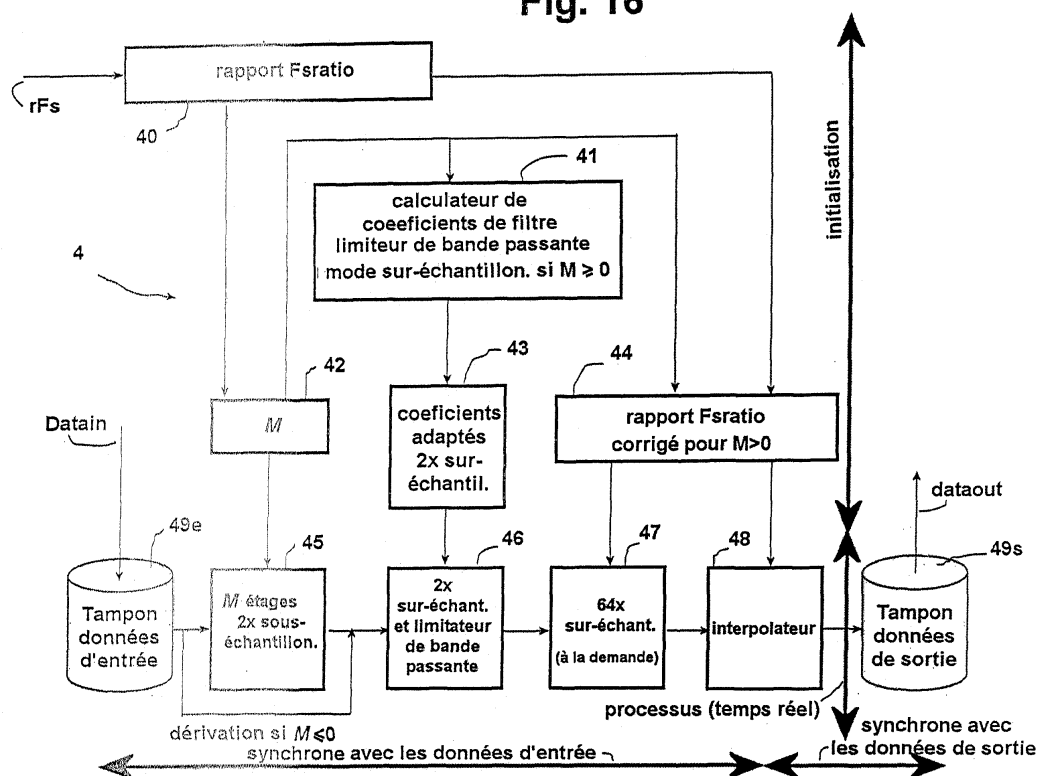 Fig. 16
rapport Fsratio
rFs
40
41
calculateur de
coeeficients de filtre
limiteur de bande passante
mode sur-échantillon. si M ⩾ 0
initialisation
4
42
M
43
coeficients
adaptés
2x sur-
échantil.
44
rapport Fsratio
corrigé pour M>0
Datain
dataout
49e
Tampon
données
d'entrée
45
M étages
2x sous-
échantillon.
46
2x
sur-échant.
et limitateur
de bande
passante
47
64x
sur-échant.
(à la demande)
48
interpolateur
49s
Tampon
données
de sortie
processus (temps réel)
dérivation si M⩽0
synchrone avec les données d'entrée
synchrone avec
les données de sortie